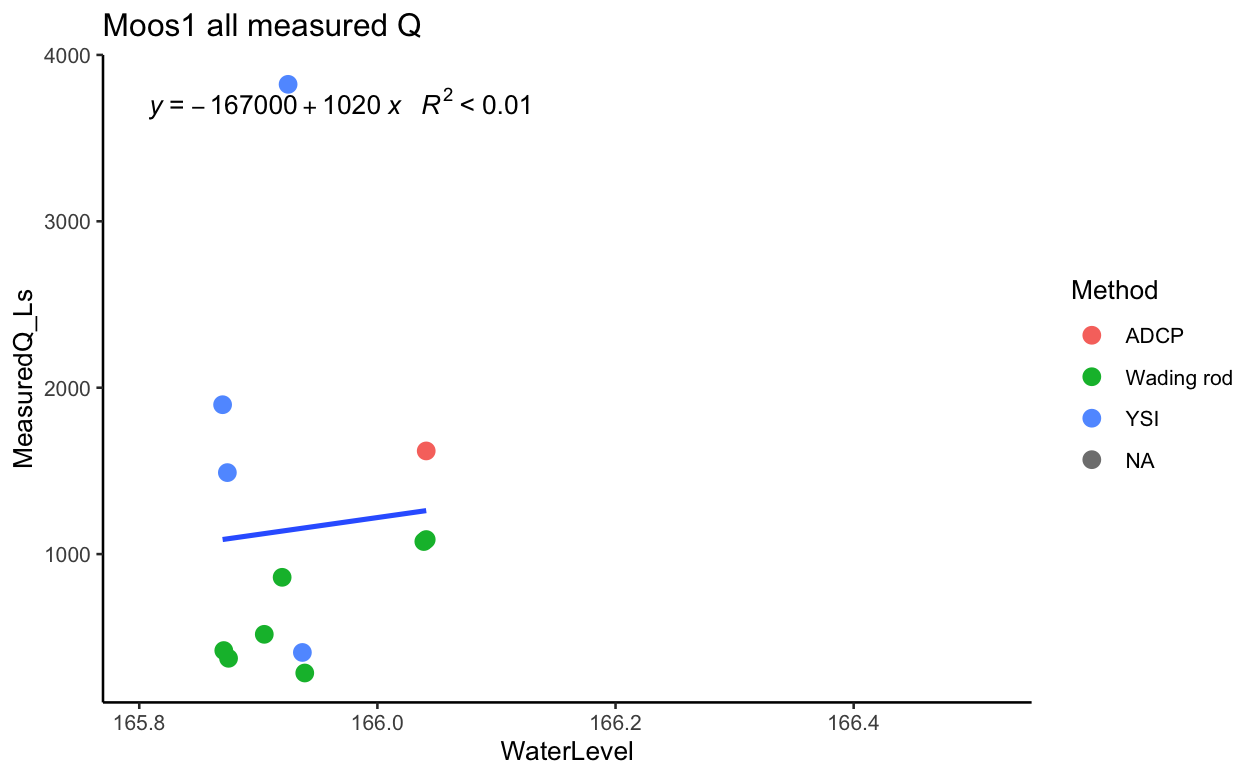 Moos1 all measured Q
4000
3000
2000
1000
MeasuredQ_Ls
y = − 167000 + 1020 x   R² < 0.01
165.8 166.0 166.2 166.4
WaterLevel
Method
ADCP
Wading rod
YSI
NA